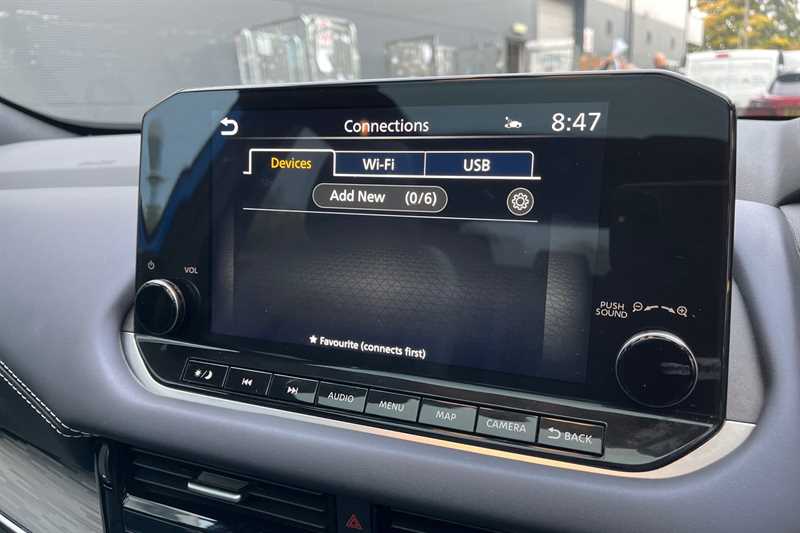 Connections
8:47
Devices
Wi-Fi
USB
Add New (0/6)
VOL
PUSH
SOUND
★ Favourite (connects first)
AUDIO
MENU
MAP
CAMERA
BACK